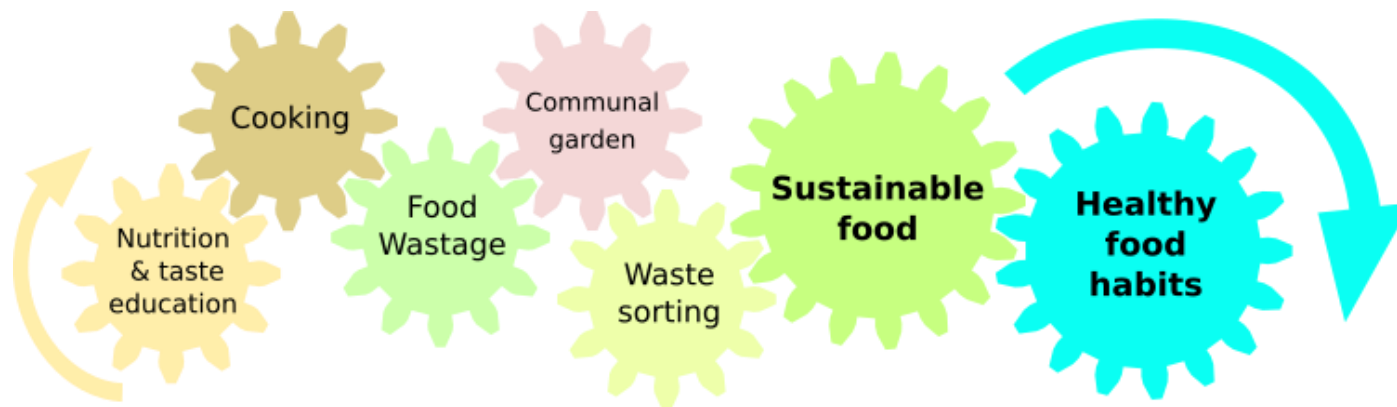 Nutrition
& taste
education
Cooking
Food
Wastage
Communal
garden
Waste
sorting
Sustainable
food
Healthy
food
habits